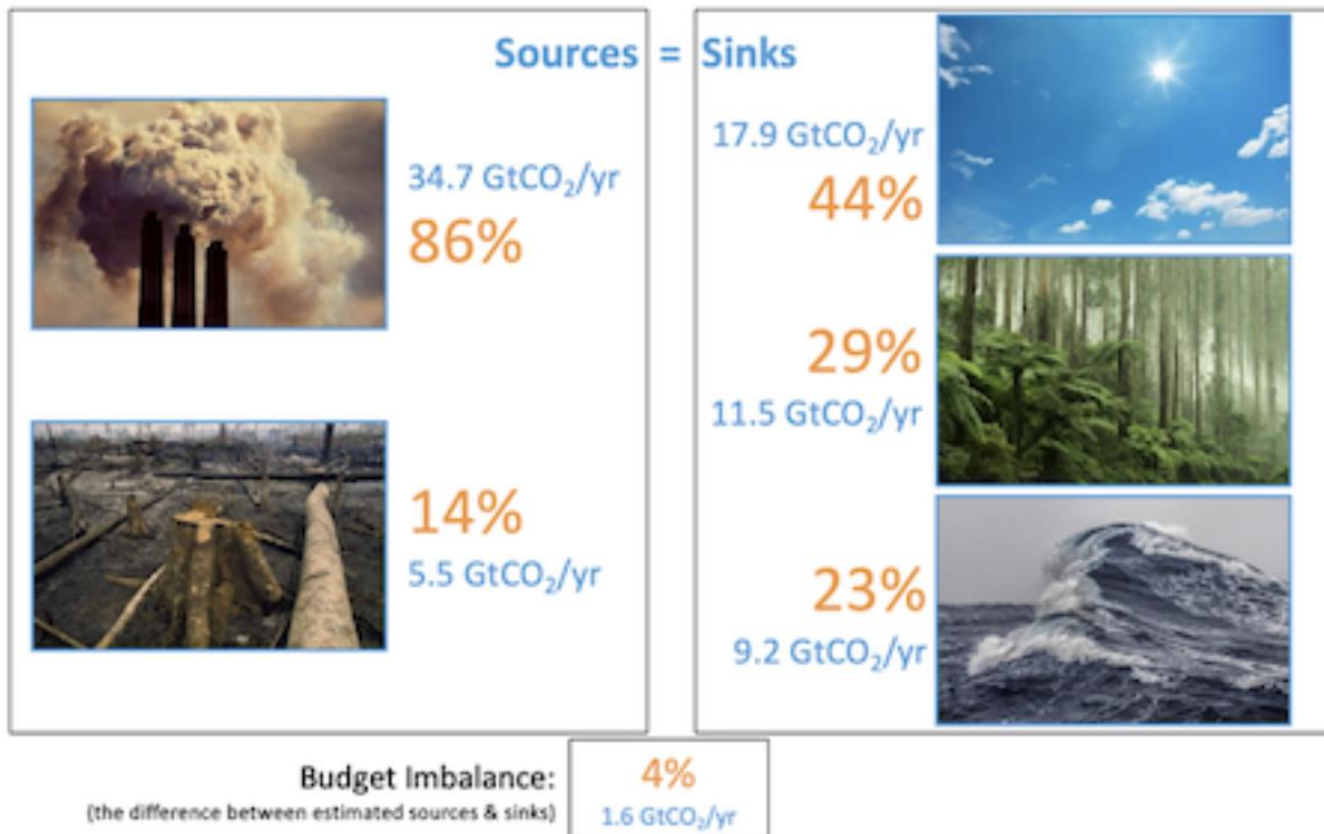 Sources = Sinks
34.7 GtCO₂/yr
86%
14%
5.5 GtCO₂/yr
17.9 GtCO₂/yr
44%
29%
11.5 GtCO₂/yr
23%
9.2 GtCO₂/yr
Budget Imbalance:
(the difference between estimated sources & sinks)
4%
1.6 GtCO₂/yr